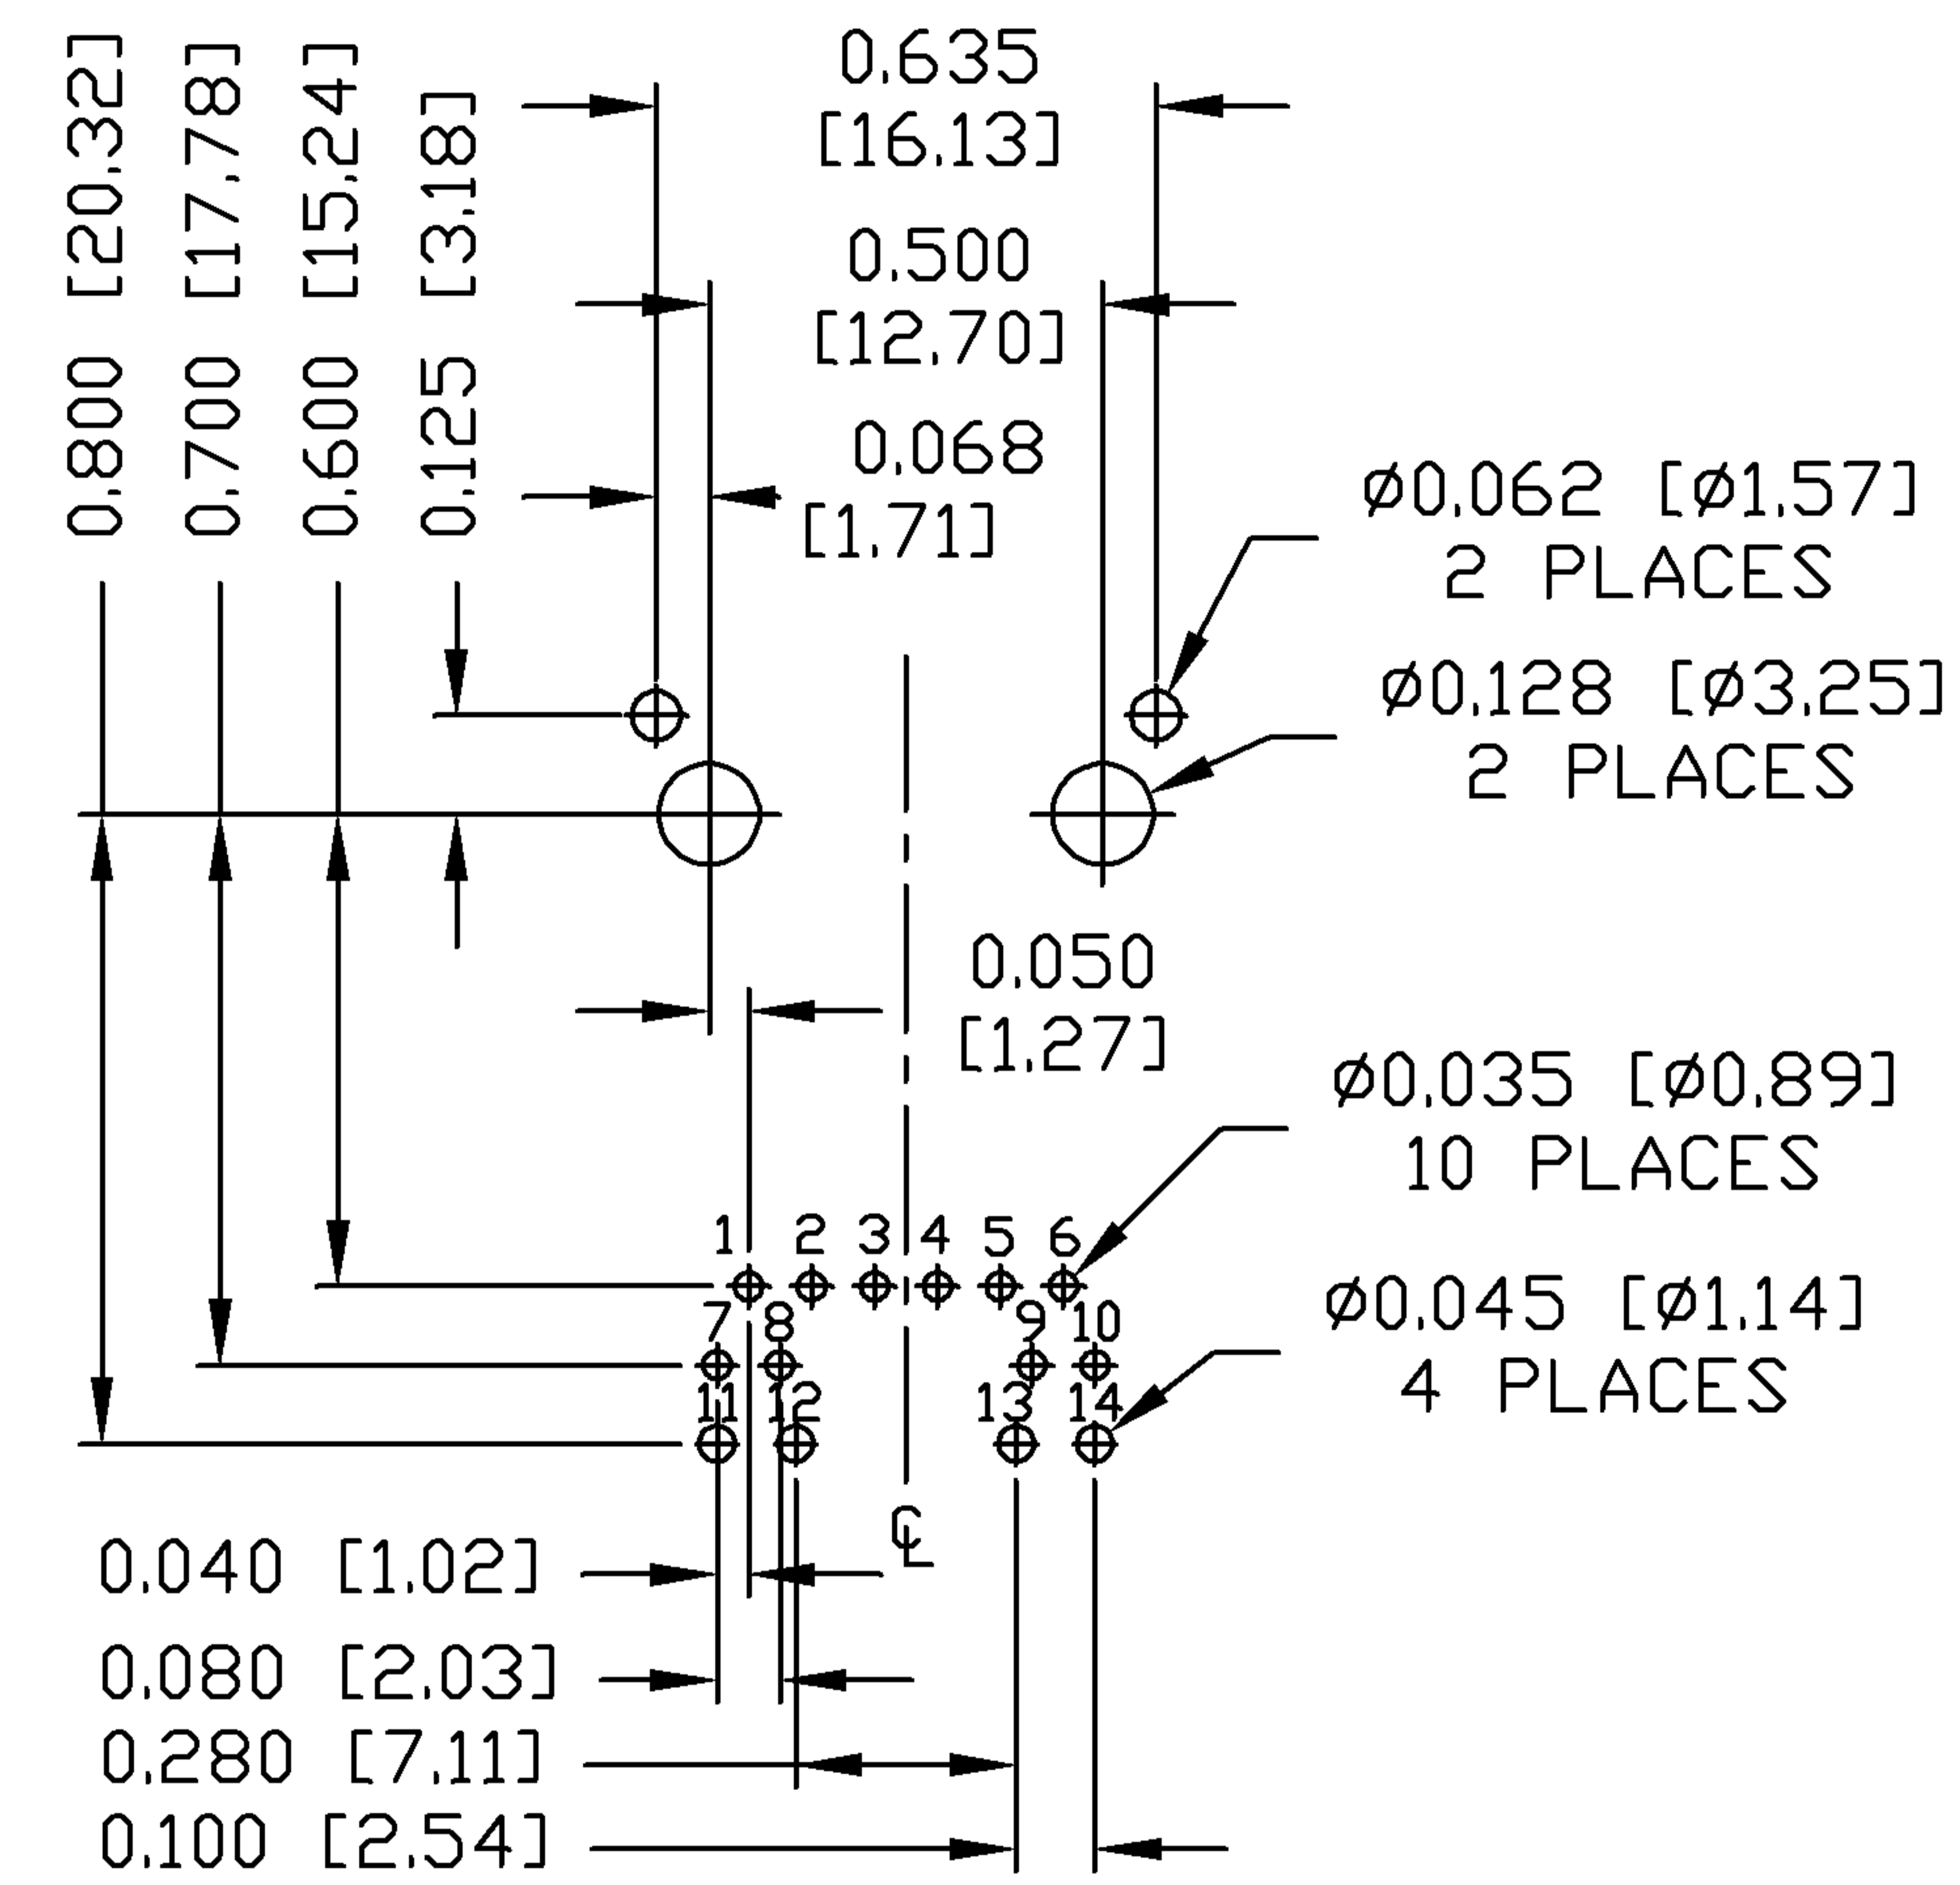 0.800 [20.32]
0.700 [17.78]
0.600 [15.24]
0.125 [3.18]
0.635
[16.13]
0.500
[12.70]
0.068
[1.71]
ø0.062 [ø1.57]
2 PLACES
ø0.128 [ø3.25]
2 PLACES
0.050
[1.27]
ø0.035 [ø0.89]
10 PLACES
1 2 3 4 5 6
7 8 9 10
ø0.045 [ø1.14]
4 PLACES
11 12 13 14
℄
0.040 [1.02]
0.080 [2.03]
0.280 [7.11]
0.100 [2.54]